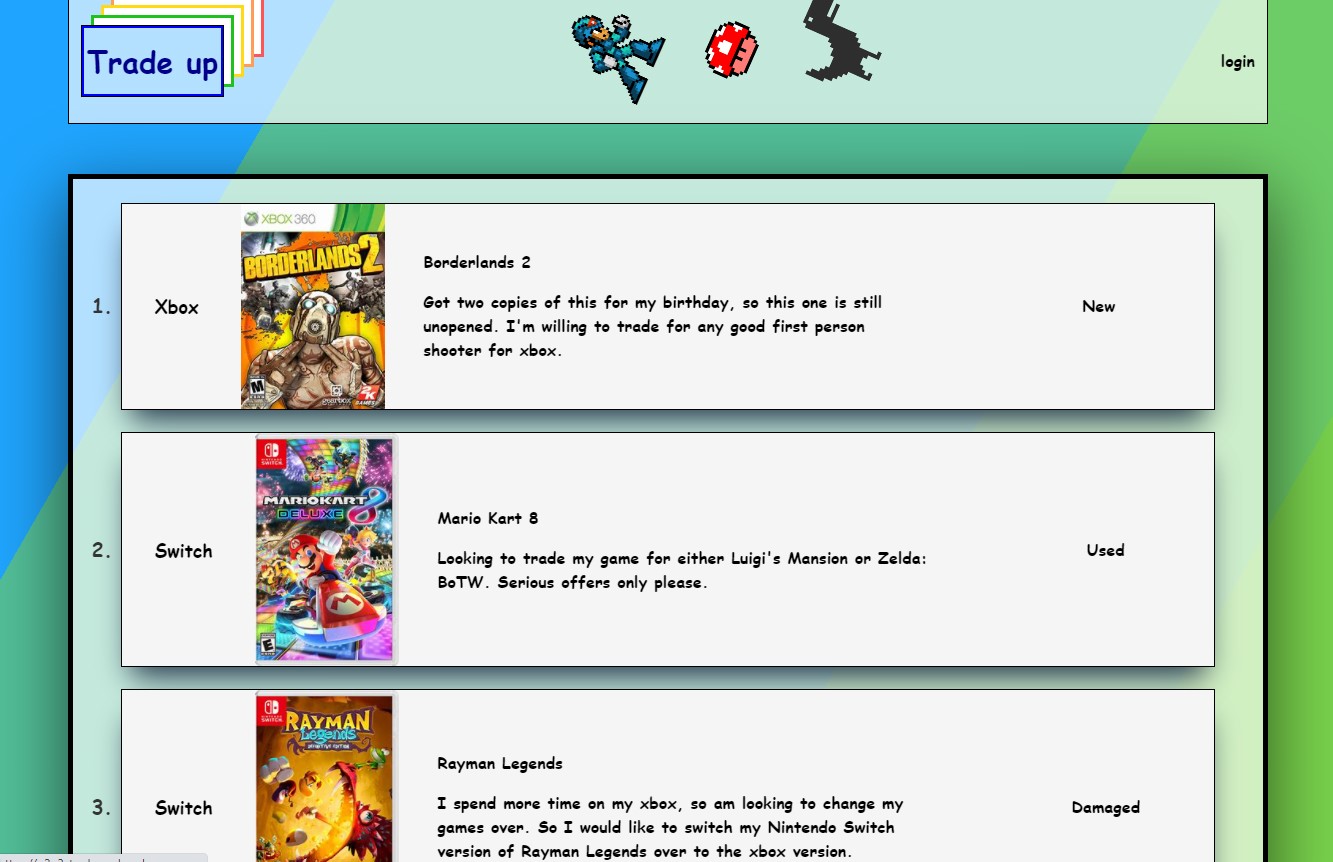 Trade up
login
1.
Xbox
XBOX 360
BORDERLANDS 2
M
gearbox
2K
GAMES
Borderlands 2
Got two copies of this for my birthday, so this one is still
unopened. I'm willing to trade for any good first person
shooter for xbox.
New
2.
Switch
SWITCH
MARIOKART 8
DELUXE
M
E
Mario Kart 8
Looking to trade my game for either Luigi's Mansion or Zelda:
BoTW. Serious offers only please.
Used
3.
Switch
SWITCH
RAYMAN
Legends
DEFINITIVE EDITION
Rayman Legends
I spend more time on my xbox, so am looking to change my
games over. So I would like to switch my Nintendo Switch
version of Rayman Legends over to the xbox version.
Damaged